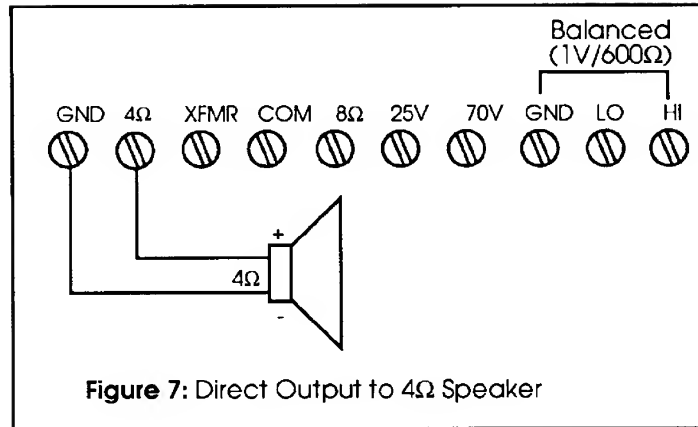 Balanced
(1V/600Ω)
GND 4Ω XFMR COM 8Ω 25V 70V GND LO HI
+
4Ω
-
Figure 7: Direct Output to 4Ω Speaker